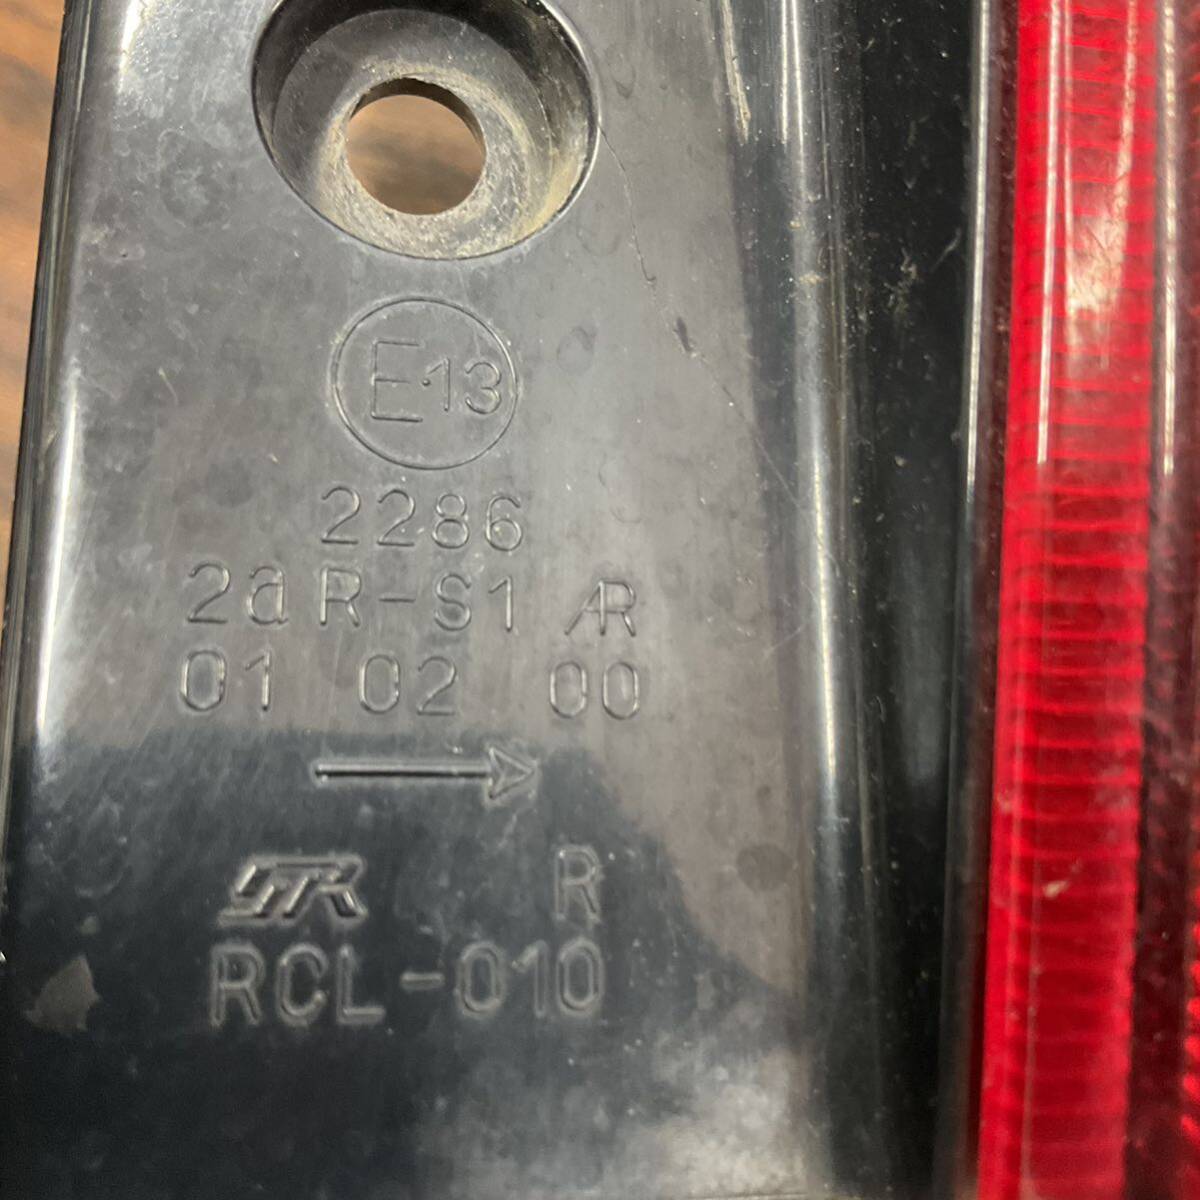 E13
2286
2a R-S1 AR
01 02 00
→
R
RCL-010